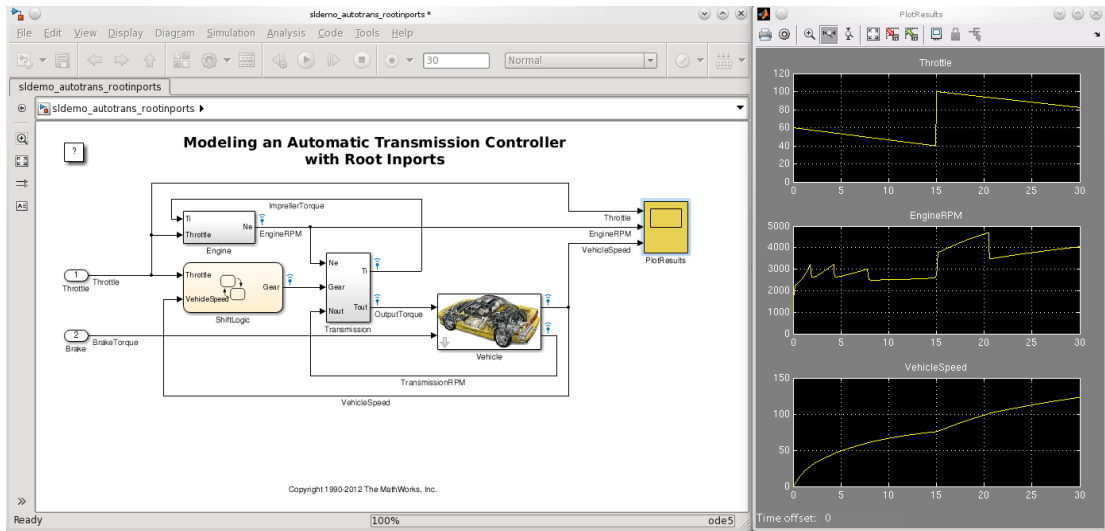 sldemo_autotrans_rootinports *
File Edit View Display Diagram Simulation Analysis Code Tools Help
30 Normal
sldemo_autotrans_rootinports
sldemo_autotrans_rootinports
Modeling an Automatic Transmission Controller
with Root Inports
?
ImprellerTorque
Ti
Throttle
Ne
Engine
EngineRPM
Throttle
EngineRPM
VehicleSpeed
PlotResults
1
Throttle
Throttle
Throttle
VehicleSpeed
Gear
ShiftLogic
Ne
Gear
Nout
Ti
Tout
Transmission
OutputTorque
2
Brake
BrakeTorque
Vehicle
TransmissionRPM
VehicleSpeed
Copyright 1990-2012 The MathWorks, Inc.
Ready 100% ode5
PlotResults
Throttle
120
100
80
60
40
20
0
0 5 10 15 20 25 30
EngineRPM
5000
4000
3000
2000
1000
0
0 5 10 15 20 25 30
VehicleSpeed
150
100
50
0
0 5 10 15 20 25 30
Time offset: 0